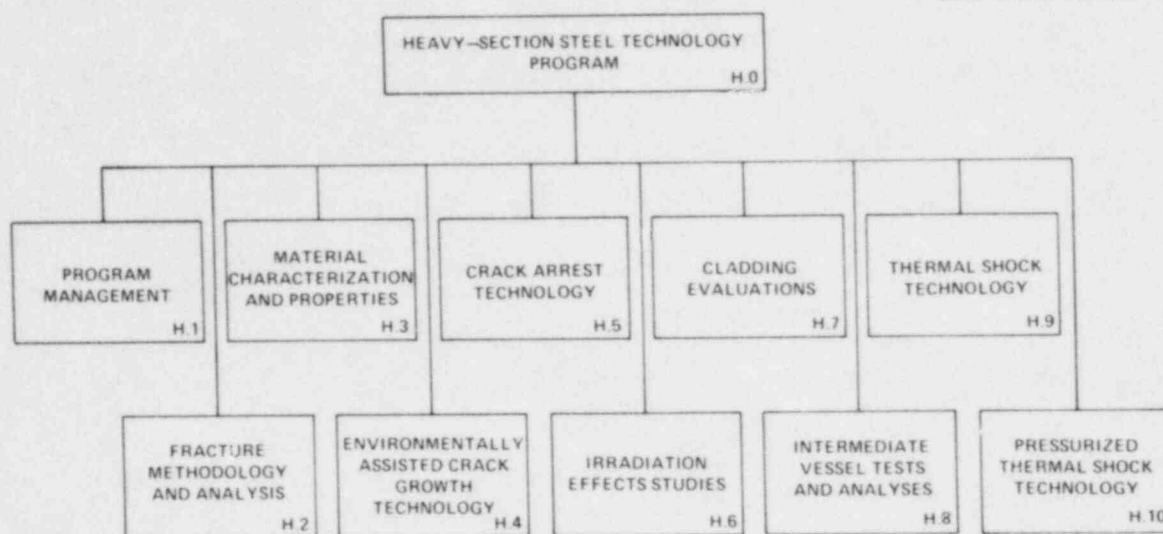 HEAVY–SECTION STEEL TECHNOLOGY
PROGRAM
H.0
PROGRAM
MANAGEMENT
H.1
MATERIAL
CHARACTERIZATION
AND PROPERTIES
H.3
CRACK ARREST
TECHNOLOGY
H.5
CLADDING
EVALUATIONS
H.7
THERMAL SHOCK
TECHNOLOGY
H.9
FRACTURE
METHODOLOGY
AND ANALYSIS
H.2
ENVIRONMENTALLY
ASSISTED CRACK
GROWTH
TECHNOLOGY
H.4
IRRADIATION
EFFECTS STUDIES
H.6
INTERMEDIATE
VESSEL TESTS
AND ANALYSES
H.8
PRESSURIZED
THERMAL SHOCK
TECHNOLOGY
H.10